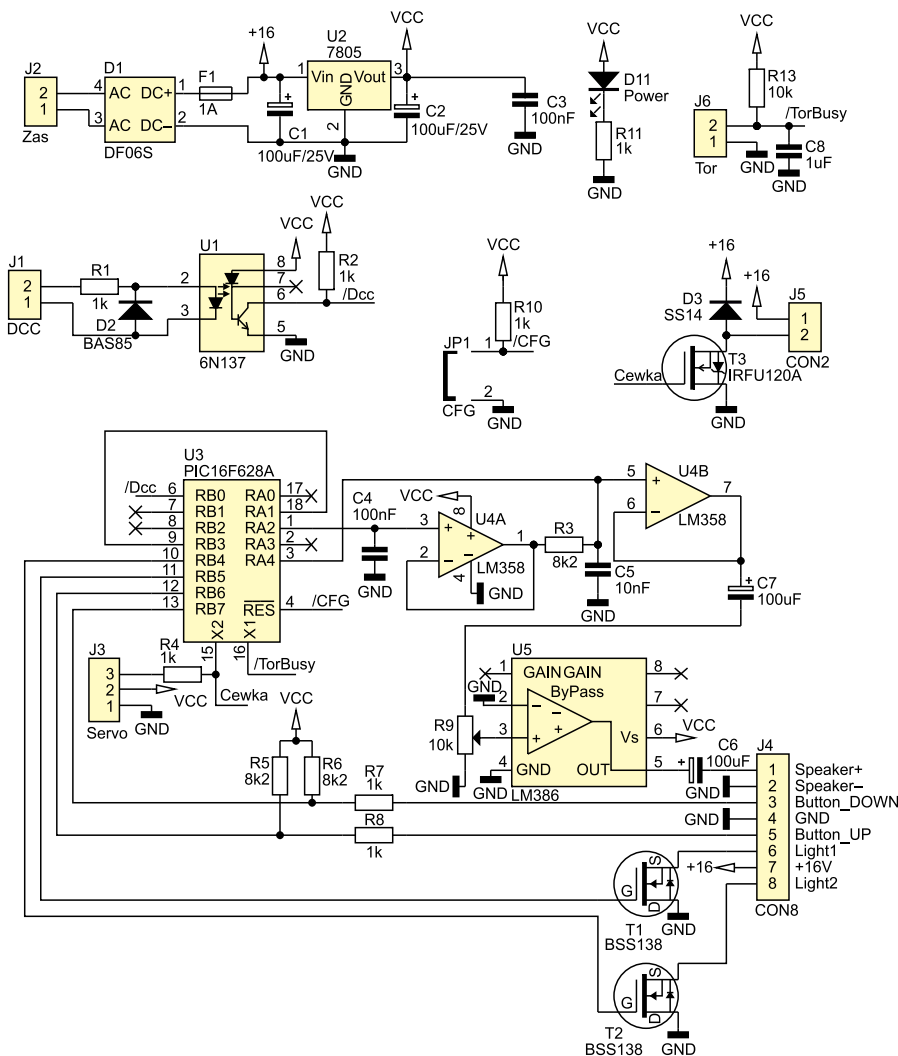 J2
2
1
Zas
D1
4 AC DC+ 1
3 AC DC− 2
DF06S
F1
1A
+16
C1
100uF/25V
U2
7805
1 Vin Vout 3
GND
2
GND
VCC
C2
100uF/25V
C3
100nF
GND
VCC
D11
Power
R11
1k
GND
VCC
R13
10k
/TorBusy
J6
2
1
Tor
GND
C8
1uF
GND
J1
2
1
DCC
R1
1k
D2
BAS85
U1
2
3
8
7
6
5
6N137
VCC
VCC
R2
1k
/Dcc
GND
VCC
R10
1k
JP1
1
/CFG
2
CFG
GND
+16
+16
D3
SS14
J5
1
2
CON2
T3
IRFU120A
Cewka
GND
U3
PIC16F628A
/Dcc
6 RB0 RA0 17
7 RB1 RA1 18
8 RB2 RA2 1
9 RB3 RA3 2
10 RB4 RA4 3
11 RB5
12 RB6
13 RB7 RES 4
/CFG
X2 X1
15
16
/TorBusy
Cewka
C4
100nF
GND
VCC
8
3
2
+
−
+
−
1
4
U4A
LM358
GND
R3
8k2
C5
10nF
GND
5
6
+
−
7
U4B
LM358
C7
100uF
J3
3
2
1
Servo
R4
1k
VCC
GND
VCC
R5
8k2
R6
8k2
R7
1k
R8
1k
R9
10k
GND
U5
1 GAIN GAIN 8
ByPass
GND
2
−
−
7
3
+
+
Vs 6
VCC
4 GND
OUT 5
GND
LM386
C6
100uF
J4
1 Speaker+
GND
2 Speaker−
3 Button_DOWN
GND
4 GND
5 Button_UP
6 Light1
+16
7 +16V
8 Light2
CON8
G
S
D
T1
BSS138
GND
G
S
D
T2
BSS138
GND